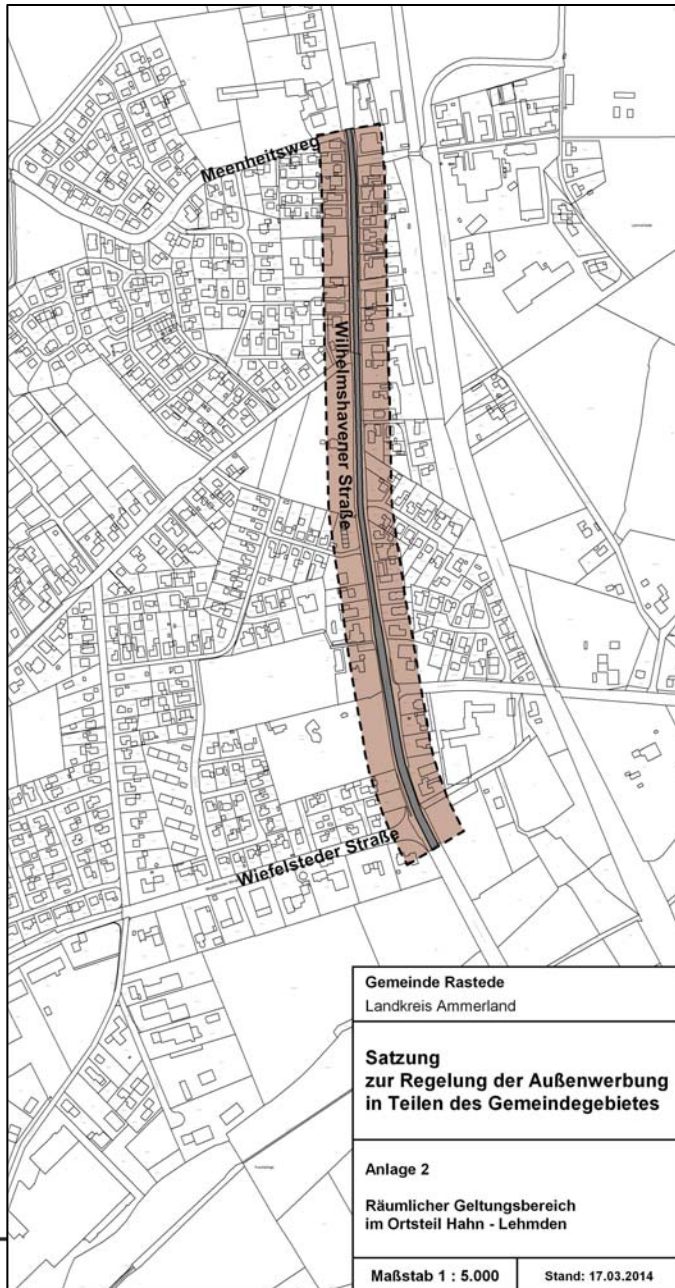 Meenheitsweg
Wilhelmshavener Straße
Wiefelsteder Straße
Gemeinde Rastede
Landkreis Ammerland
Satzung
zur Regelung der Außenwerbung
in Teilen des Gemeindegebietes
Anlage 2
Räumlicher Geltungsbereich
im Ortsteil Hahn - Lehmden
Maßstab 1 : 5.000
Stand: 17.03.2014